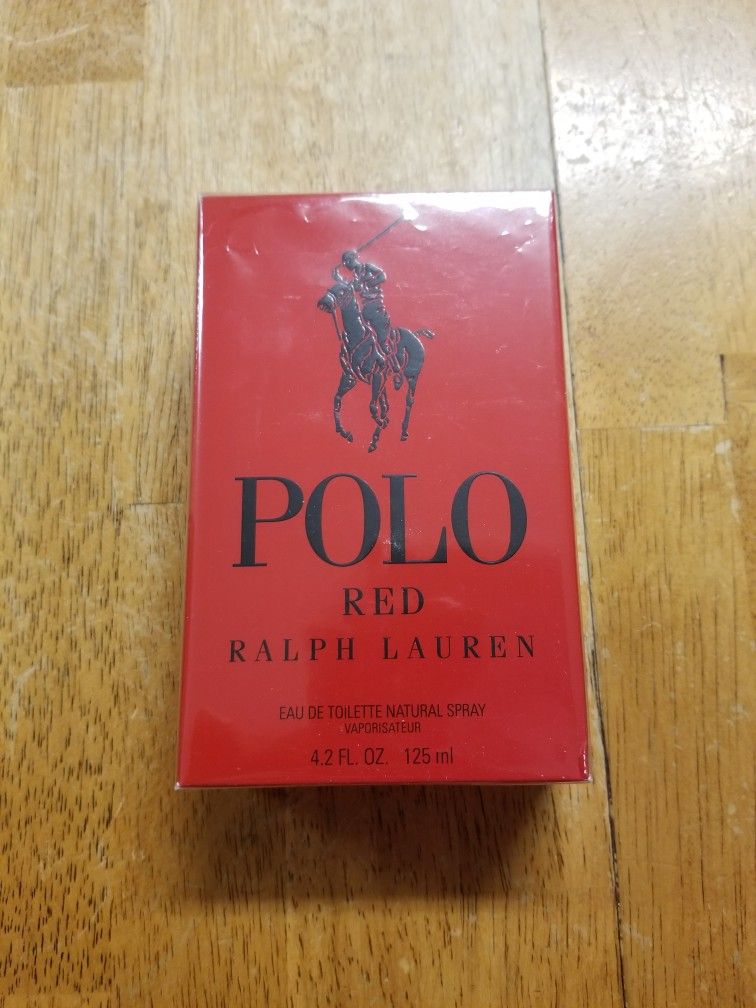 POLO
RED
RALPH LAUREN
EAU DE TOILETTE NATURAL SPRAY
VAPORISATEUR
4.2 FL. OZ. 125 ml